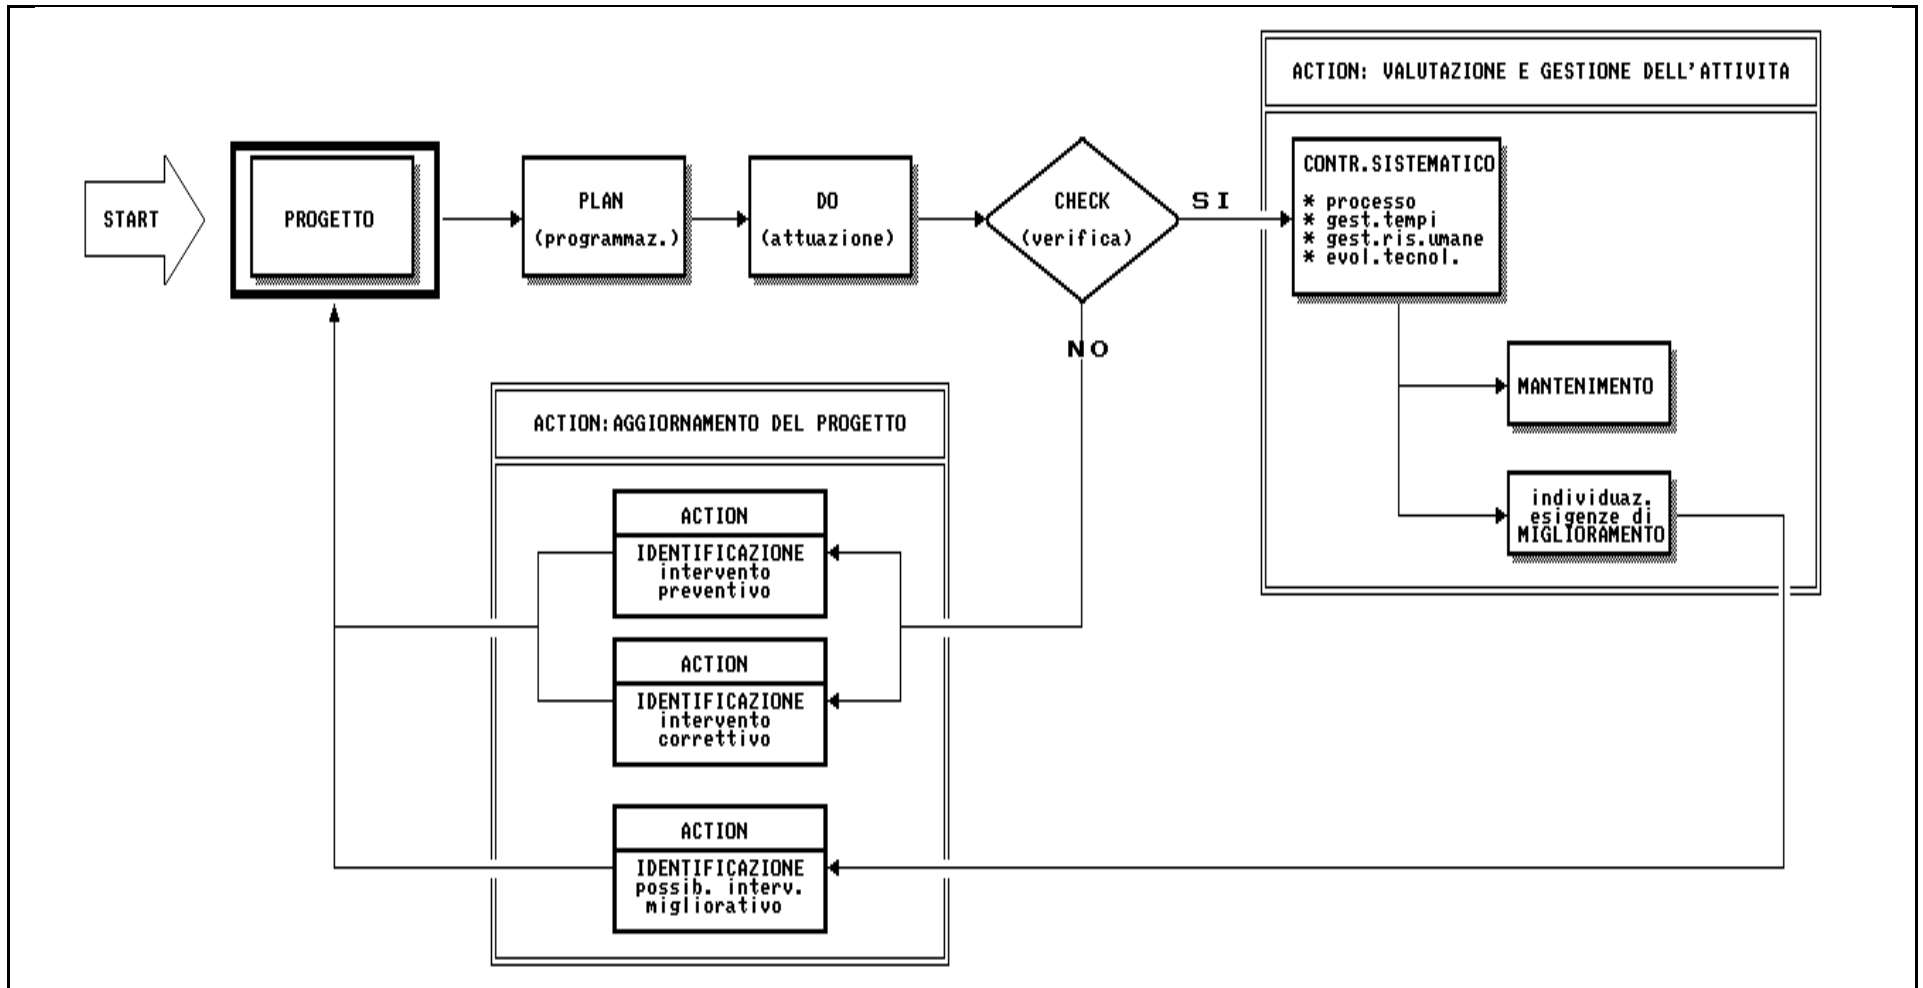 ACTION: VALUTAZIONE E GESTIONE DELL'ATTIVITA
START
PROGETTO
PLAN
(programmaz.)
DO
(attuazione)
CHECK
(verifica)
SI
CONTR.SISTEMATICO
* processo
* gest.tempi
* gest.ris.umane
* evol.tecnol.
NO
MANTENIMENTO
individuaz.
esigenze di
MIGLIORAMENTO
ACTION:AGGIORNAMENTO DEL PROGETTO
ACTION
IDENTIFICAZIONE
intervento
preventivo
ACTION
IDENTIFICAZIONE
intervento
correttivo
ACTION
IDENTIFICAZIONE
possib. interv.
migliorativo